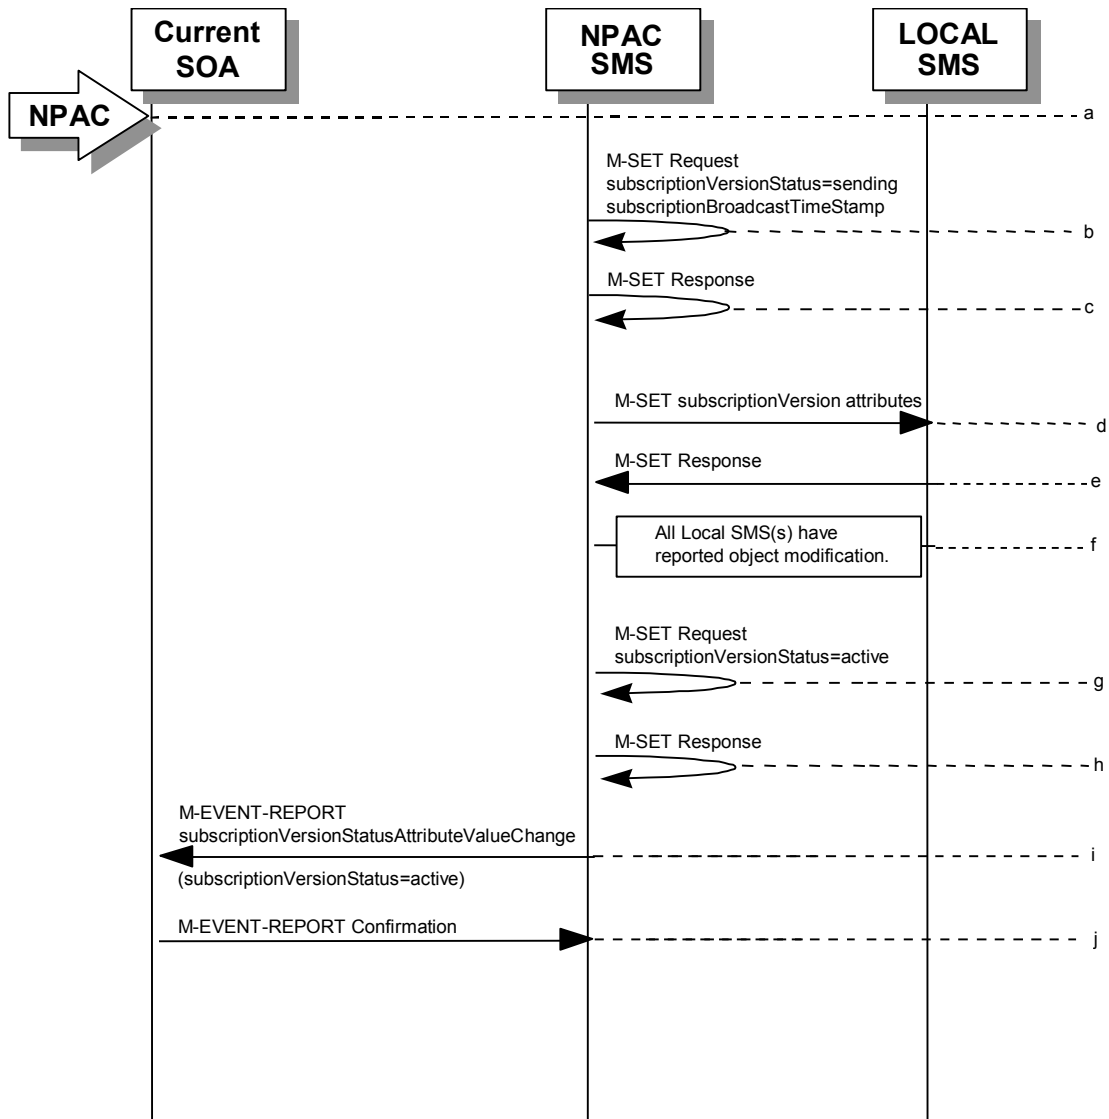 Current
SOA
NPAC
SMS
LOCAL
SMS
NPAC
a
M-SET Request
subscriptionVersionStatus=sending
subscriptionBroadcastTimeStamp
b
M-SET Response
c
M-SET subscriptionVersion attributes
d
M-SET Response
e
All Local SMS(s) have
reported object modification.
f
M-SET Request
subscriptionVersionStatus=active
g
M-SET Response
h
M-EVENT-REPORT
subscriptionVersionStatusAttributeValueChange
i
(subscriptionVersionStatus=active)
M-EVENT-REPORT Confirmation
j